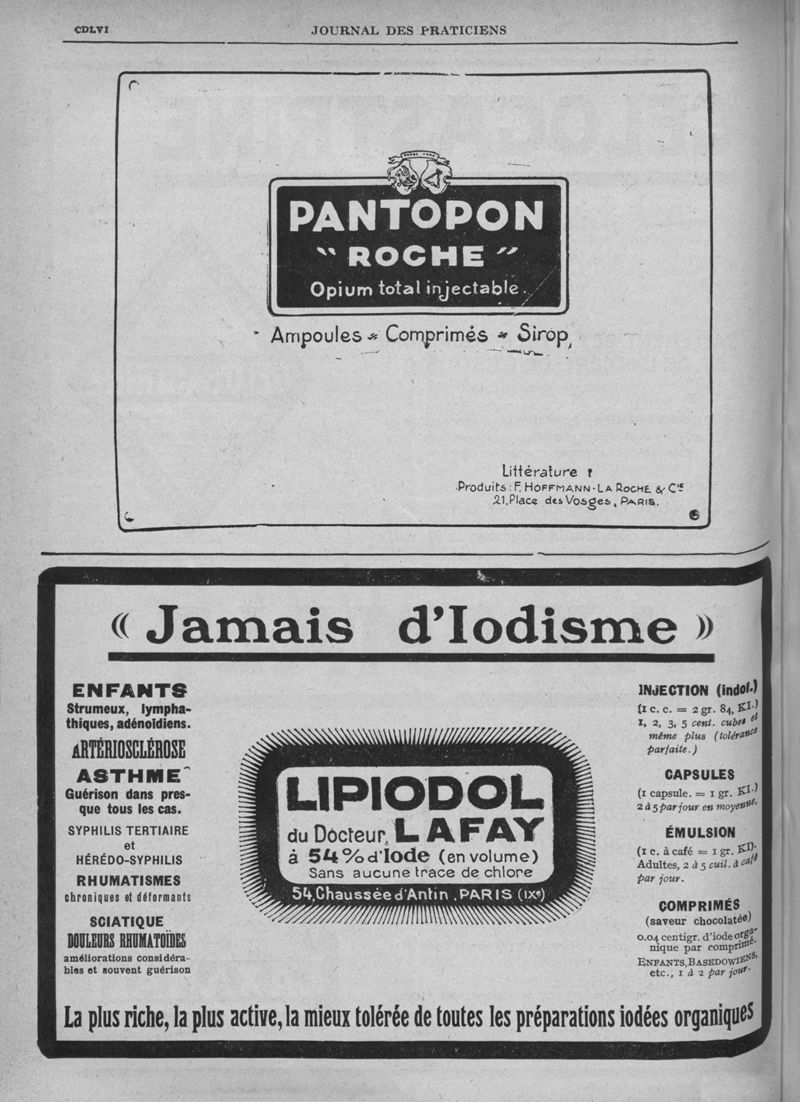 CDLVI
JOURNAL DES PRATICIENS
PANTOPON
"ROCHE"
Opium total injectable.
Ampoules - Comprimés - Sirop
Littérature :
Produits : F. HOFFMANN - LA ROCHE & Cie
21, Place des Vosges, PARIS.
« Jamais d'Iodisme »
ENFANTS
Strumeux, lympha-
thiques, adénoïdiens.
ARTÉRIOSCLÉROSE
ASTHME
Guérison dans pres-
que tous les cas.
SYPHILIS TERTIAIRE
et
HÉRÉDO-SYPHILIS
RHUMATISMES
chroniques et déformants
SCIATIQUE
DOULEURS RHUMATOÏDES
améliorations considéra-
bles et souvent guérison
LIPIODOL
du Docteur LAFAY
à 54 % d'Iode (en volume)
Sans aucune trace de chlore
54, Chaussée d'Antin. PARIS (IXe)
INJECTION (indol.)
(1 c. c. = 2 gr. 84, KI.)
1, 2, 3, 5 cent. cubes et
même plus (tolérance
parfaite.)
CAPSULES
(1 capsule. = 1 gr. KI.)
2 à 5 par jour en moyenne.
ÉMULSION
(1 c. à café = 1 gr. KI).
Adultes, 2 à 5 cuil. à café
par jour.
COMPRIMÉS
(saveur chocolatée)
0.04 centigr. d'iode orga-
nique par comprimé.
ENFANTS, BASEDOWIENS,
etc., 1 à 2 par jour.
La plus riche, la plus active, la mieux tolérée de toutes les préparations iodées organiques